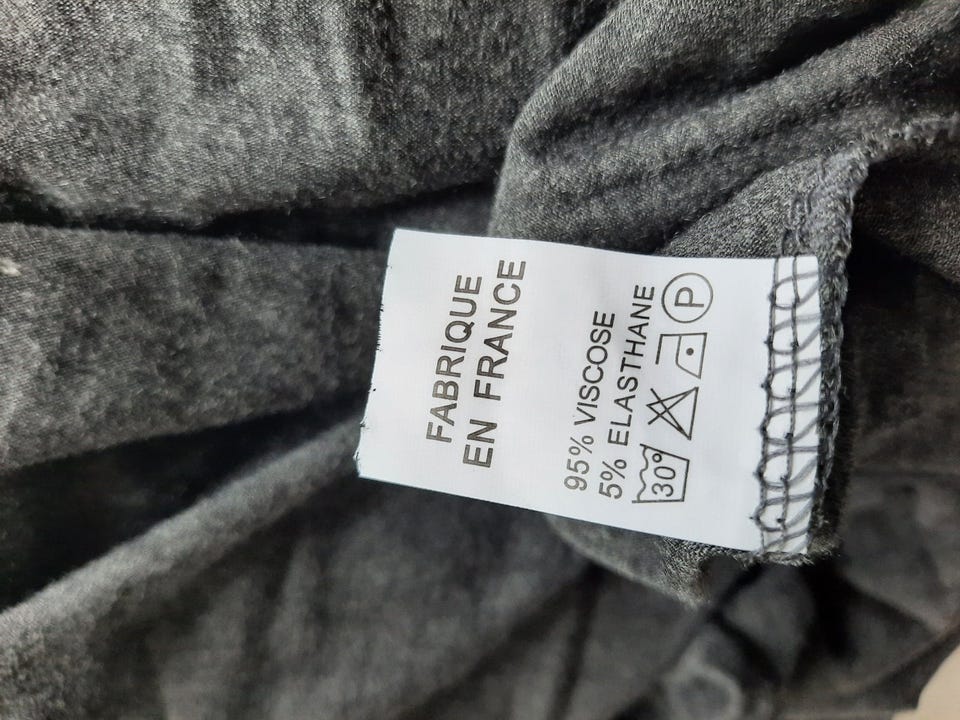 FABRIQUE
EN FRANCE
95% VISCOSE
5% ELASTHANE
30° P